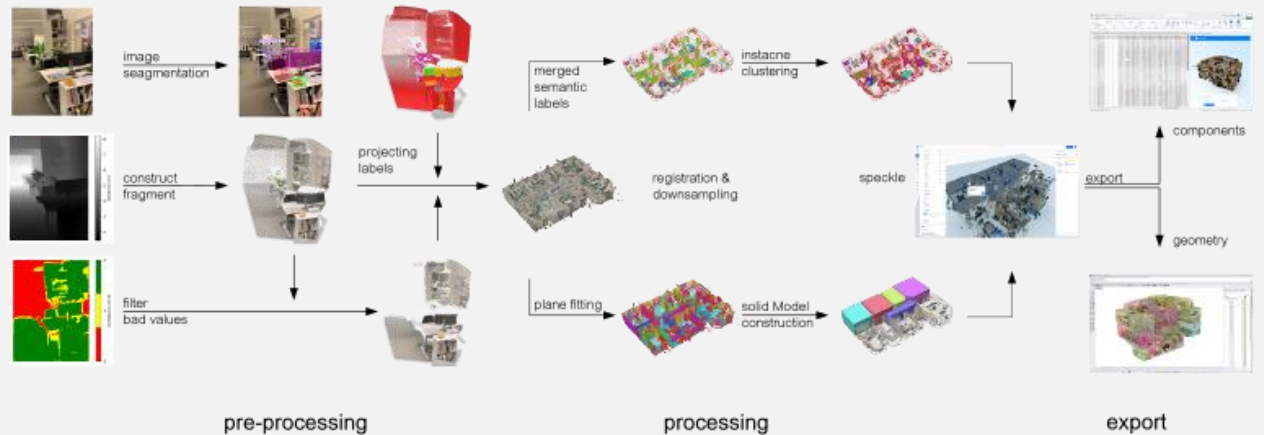 image
seagmentation
construct
fragment
filter
bad values
projecting
labels
merged
semantic
labels
instacne
clustering
registration &
downsampling
plane fitting
solid Model
construction
speckle
export
components
geometry
pre-processing
processing
export